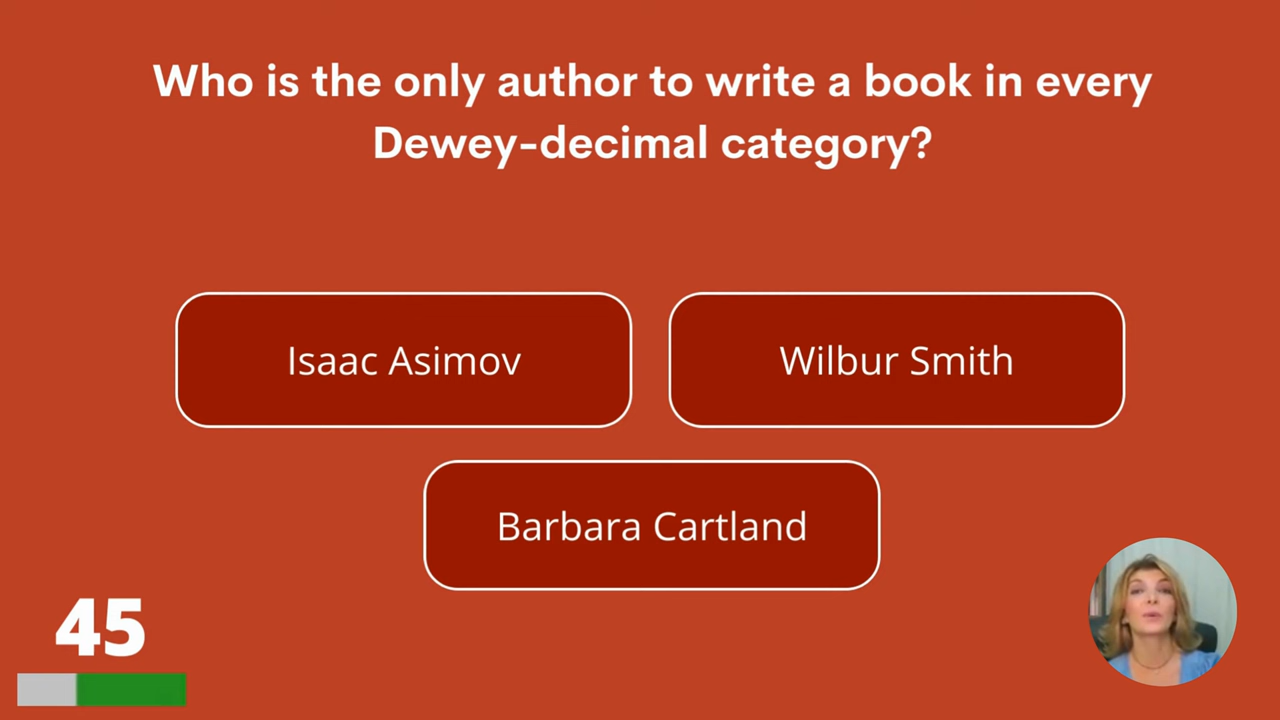 Who is the only author to write a book in every
Dewey-decimal category?
Isaac Asimov
Wilbur Smith
Barbara Cartland
45